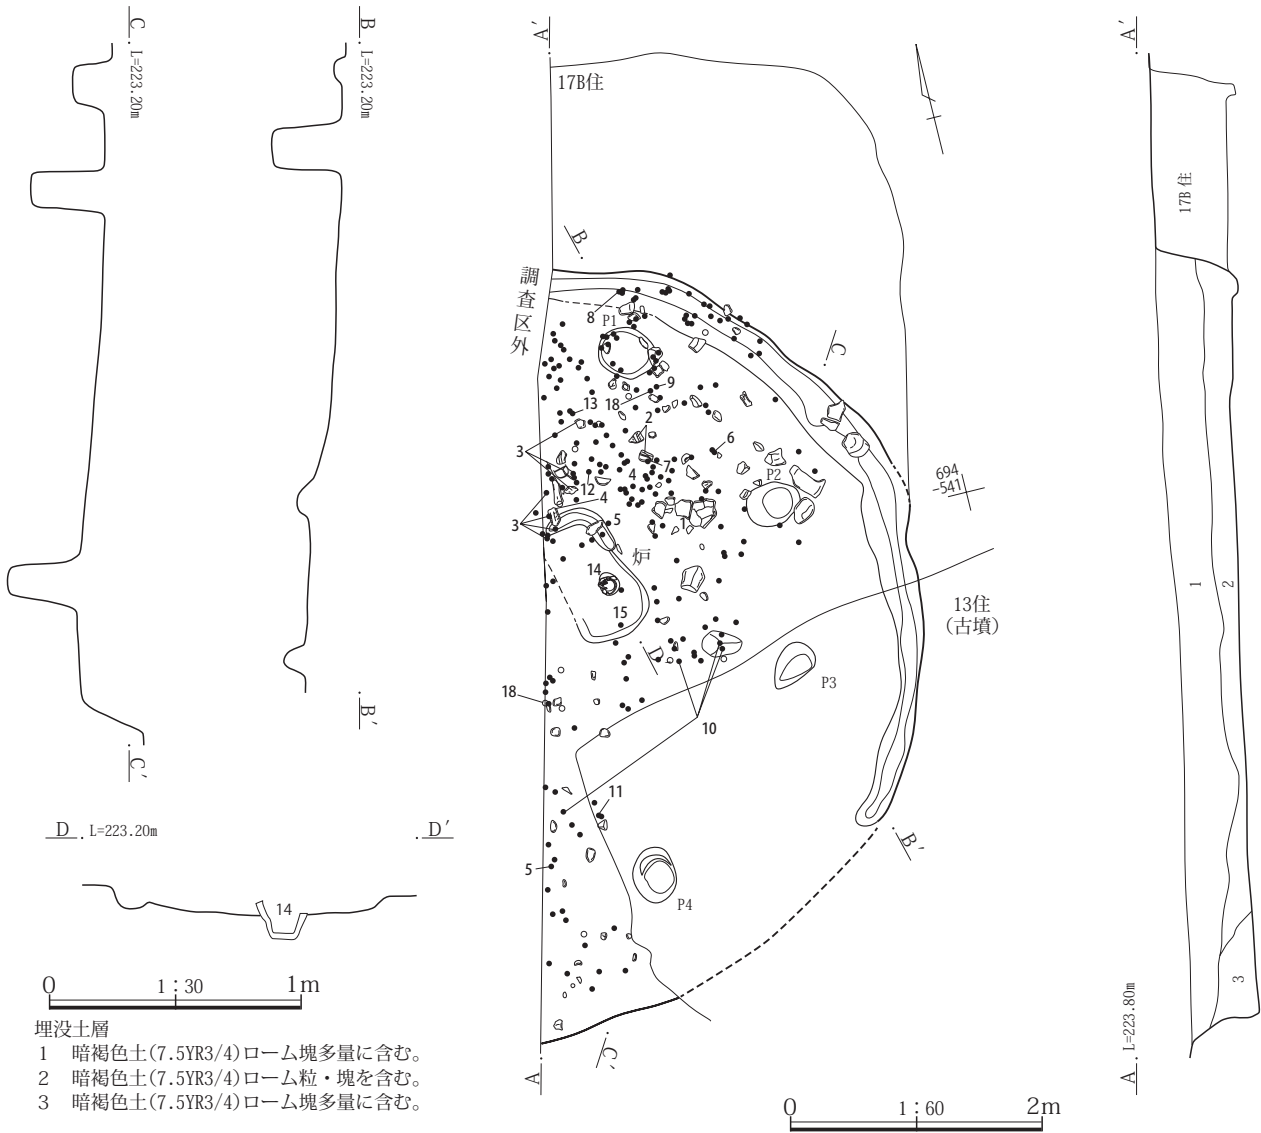 C
L=223.20m
C′
B
L=223.20m
B′
D
L=223.20m
D′
14
0
1：30
1m
埋没土層
1 暗褐色土(7.5YR3/4)ローム塊多量に含む。
2 暗褐色土(7.5YR3/4)ローム粒・塊を含む。
3 暗褐色土(7.5YR3/4)ローム塊多量に含む。
A′
17B住
B
調査区外
8
P1
C
9
18
13
2
3
6
7
4
12
P2
4
694
-541
3
5
1
炉
14
15
13住
(古墳)
P3
18
10
11
B′
5
P4
A
C′
0
1：60
2m
A′
17B住
1
2
3
L=223.80m
A